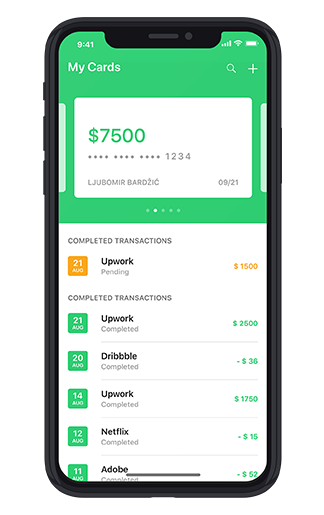 9:41
My Cards
$7500
•••• •••• •••• 1234
LJUBOMIR BARDŽIĆ 09/21
COMPLETED TRANSACTIONS
21 Upwork $ 1500
AUG Pending
COMPLETED TRANSACTIONS
21 Upwork $ 2500
AUG Completed
20 Dribbble - $ 36
AUG Completed
14 Upwork $ 1750
AUG Completed
12 Netflix - $ 15
AUG Completed
11 Adobe - $ 52
AUG Completed